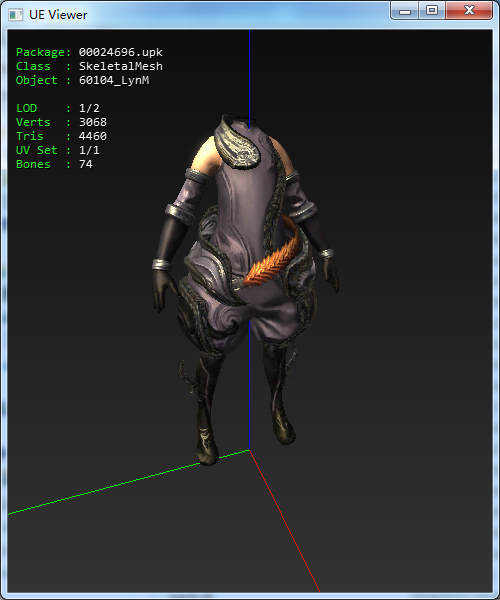 UE Viewer
Package: 00024696.upk
Class : SkeletalMesh
Object : 60104_LynM
LOD : 1/2
Verts : 3068
Tris : 4460
UV Set : 1/1
Bones : 74